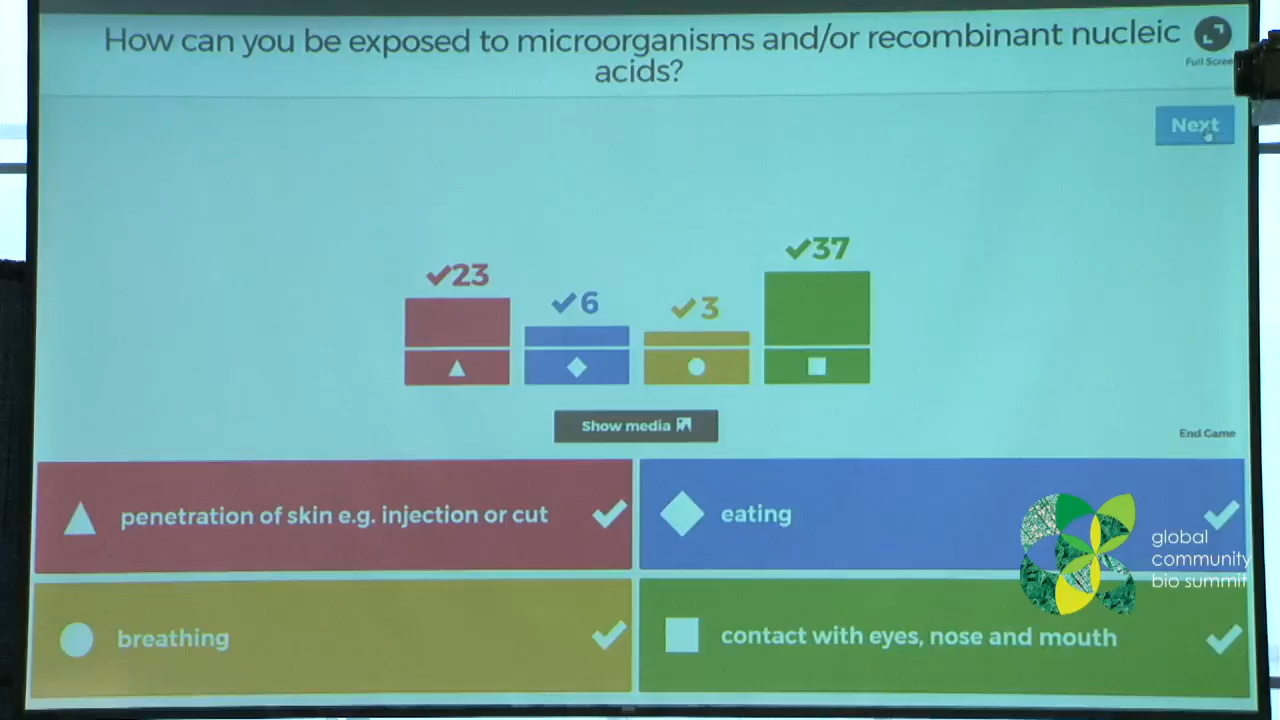 How can you be exposed to microorganisms and/or recombinant nucleic
acids?
Full Scree
Next
23
6
3
37
Show media
End Game
penetration of skin e.g. injection or cut
eating
breathing
contact with eyes, nose and mouth
global
community
bio summit